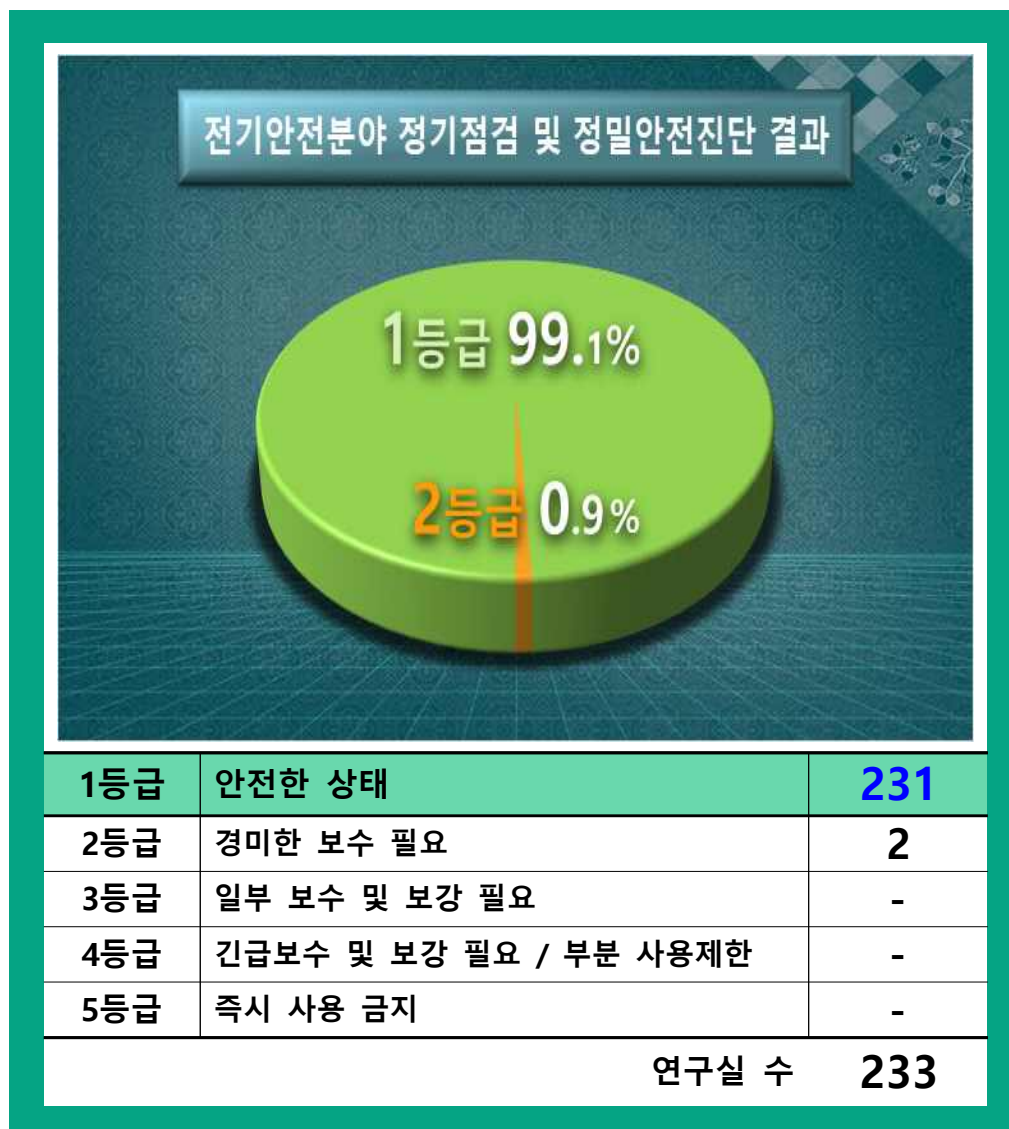 전기안전분야 정기점검 및 정밀안전진단 결과
1등급 99.1%
2등급 0.9%
1등급 안전한 상태 231
2등급 경미한 보수 필요 2
3등급 일부 보수 및 보강 필요 -
4등급 긴급보수 및 보강 필요 / 부분 사용제한 -
5등급 즉시 사용 금지 -
연구실 수 233